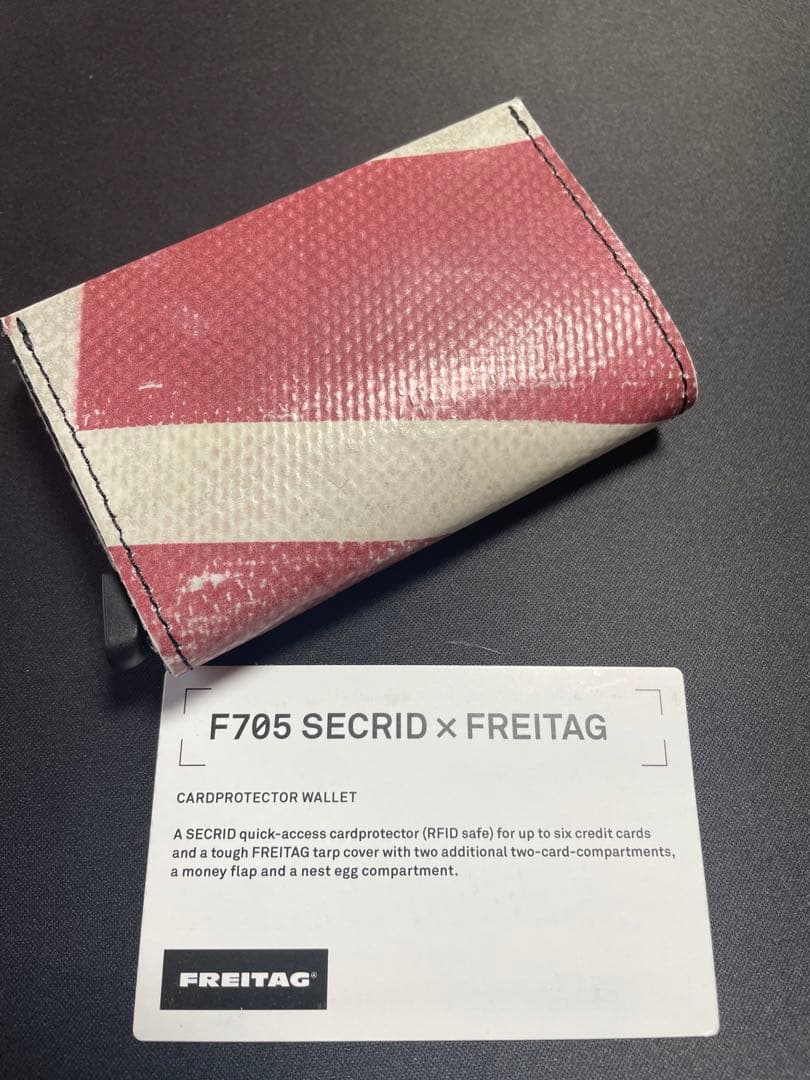 F705 SECRID × FREITAG
CARDPROTECTOR WALLET
A SECRID quick-access cardprotector (RFID safe) for up to six credit cards
and a tough FREITAG tarp cover with two additional two-card-compartments,
a money flap and a nest egg compartment.
FREITAG®